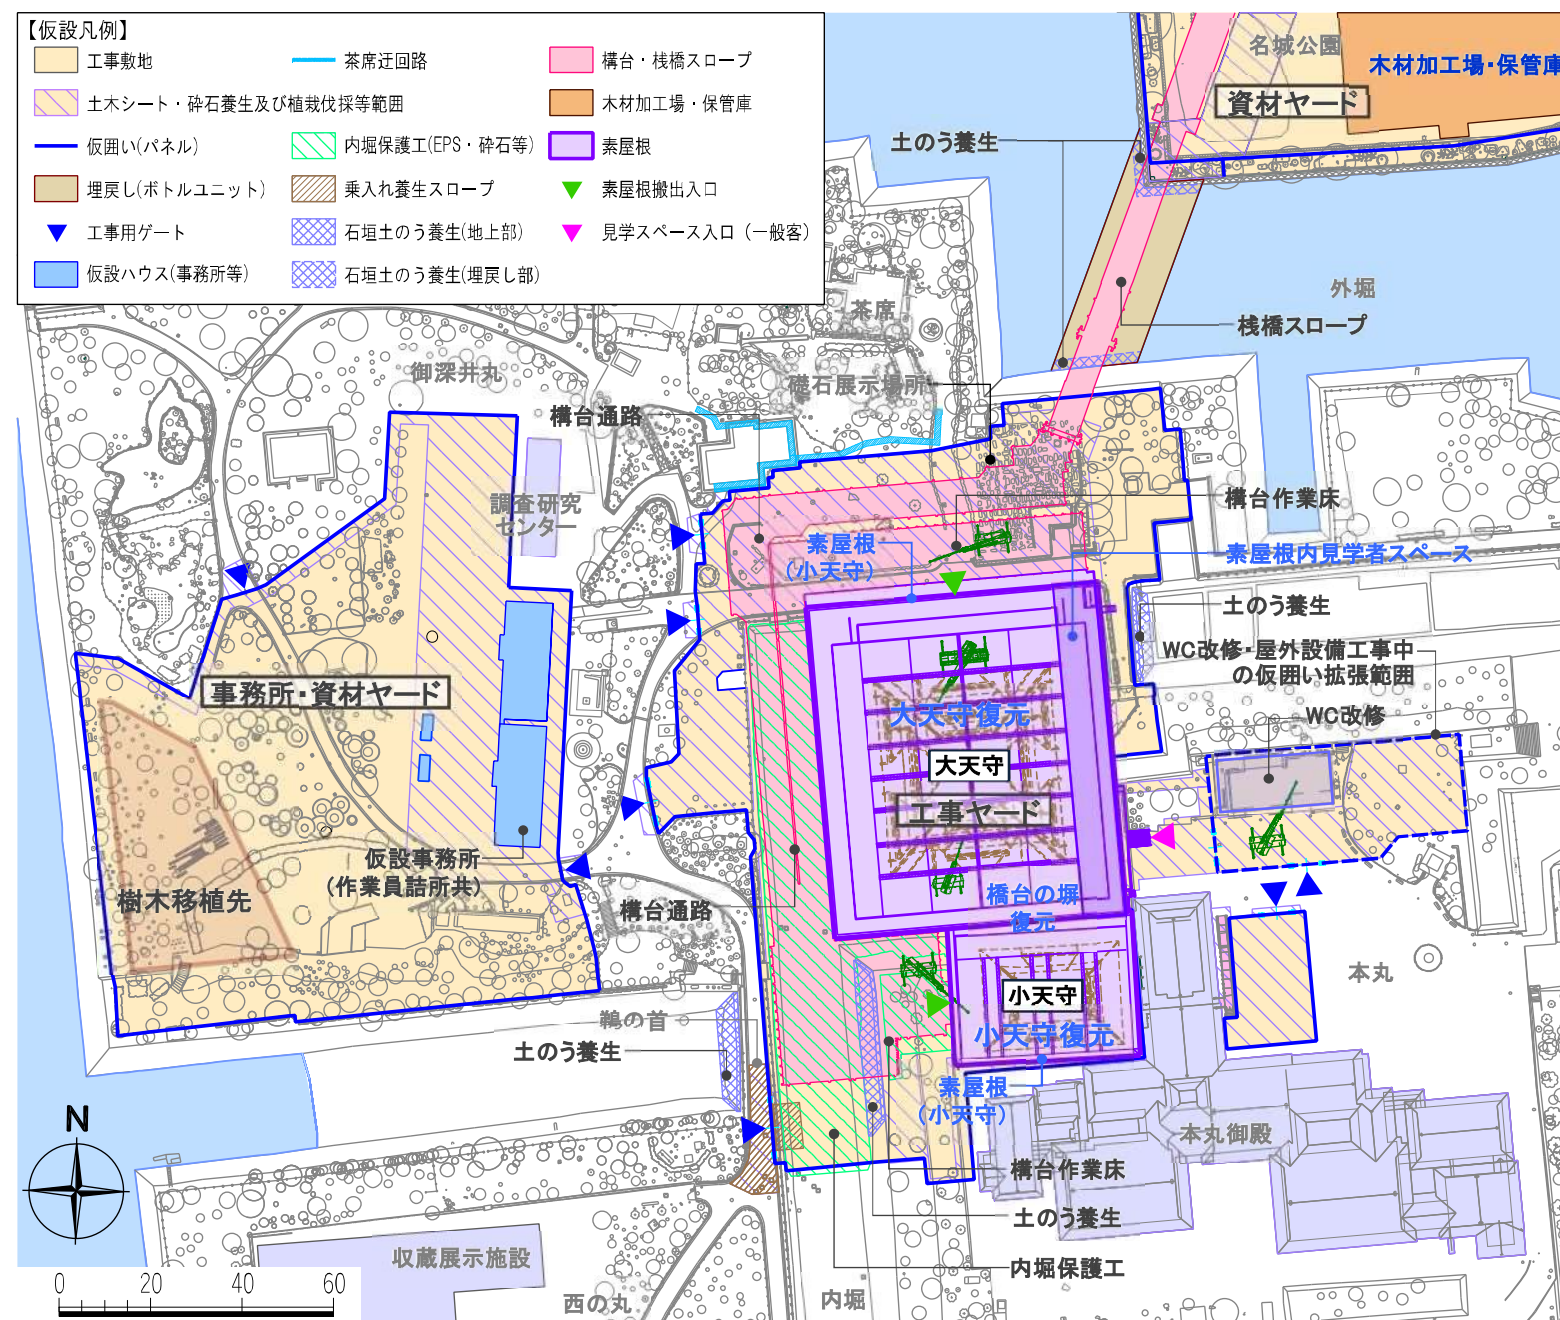 【仮設凡例】
工事敷地
茶席迂回路
構台・桟橋スロープ
土木シート・砕石養生及び植栽伐採等範囲
木材加工場・保管庫
仮囲い(パネル)
内堀保護工(EPS・砕石等)
素屋根
埋戻し(ボトルユニット)
乗入れ養生スロープ
素屋根搬出入口
工事用ゲート
石垣土のう養生(地上部)
見学スペース入口（一般客）
仮設ハウス(事務所等)
石垣土のう養生(埋戻し部)
名城公園
木材加工場・保管庫
資材ヤード
土のう養生
外堀
桟橋スロープ
茶席
御深井丸
礎石展示場所
構台通路
調査研究
センター
構台作業床
素屋根
(小天守)
素屋根内見学者スペース
土のう養生
WC改修・屋外設備工事中
の仮囲い拡張範囲
WC改修
事務所・資材ヤード
大天守復元
大天守
工事ヤード
仮設事務所
(作業員詰所共)
樹木移植先
構台通路
橋台の塀
復元
本丸
小天守
小天守復元
鵜の首
土のう養生
素屋根
(小天守)
本丸御殿
構台作業床
土のう養生
内堀保護工
N
収蔵展示施設
西の丸
内堀
0 20 40 60